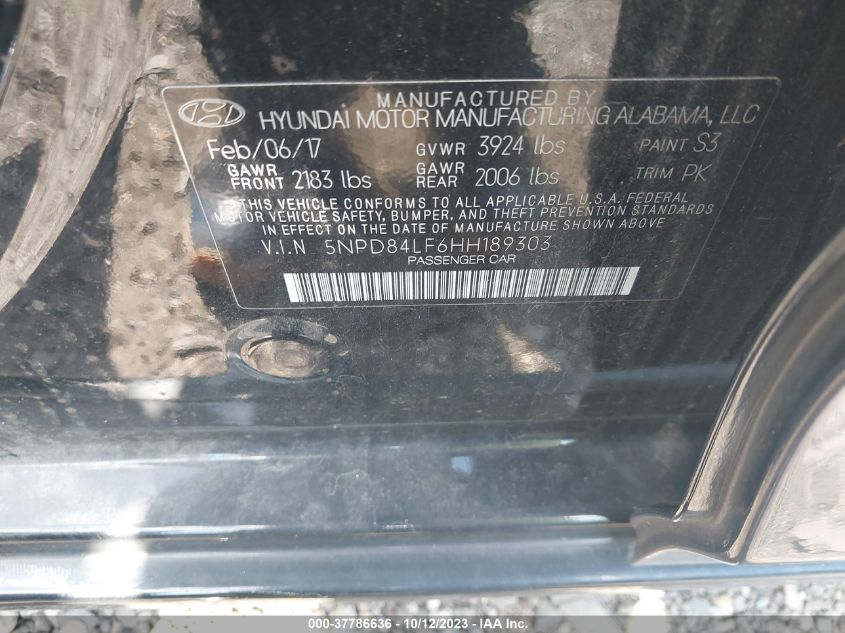 MANUFACTURED BY
HYUNDAI MOTOR MANUFACTURING ALABAMA, LLC
Feb/06/17 GVWR 3924 lbs PAINT S3
GAWR FRONT 2183 lbs GAWR REAR 2006 lbs TRIM PK
THIS VEHICLE CONFORMS TO ALL APPLICABLE U.S.A. FEDERAL
MOTOR VEHICLE SAFETY, BUMPER, AND THEFT PREVENTION STANDARDS
IN EFFECT ON THE DATE OF MANUFACTURE SHOWN ABOVE.
V.I.N 5NPD84LF6HH189303
PASSENGER CAR
000-37786636 - 10/12/2023 - © IAA Inc.